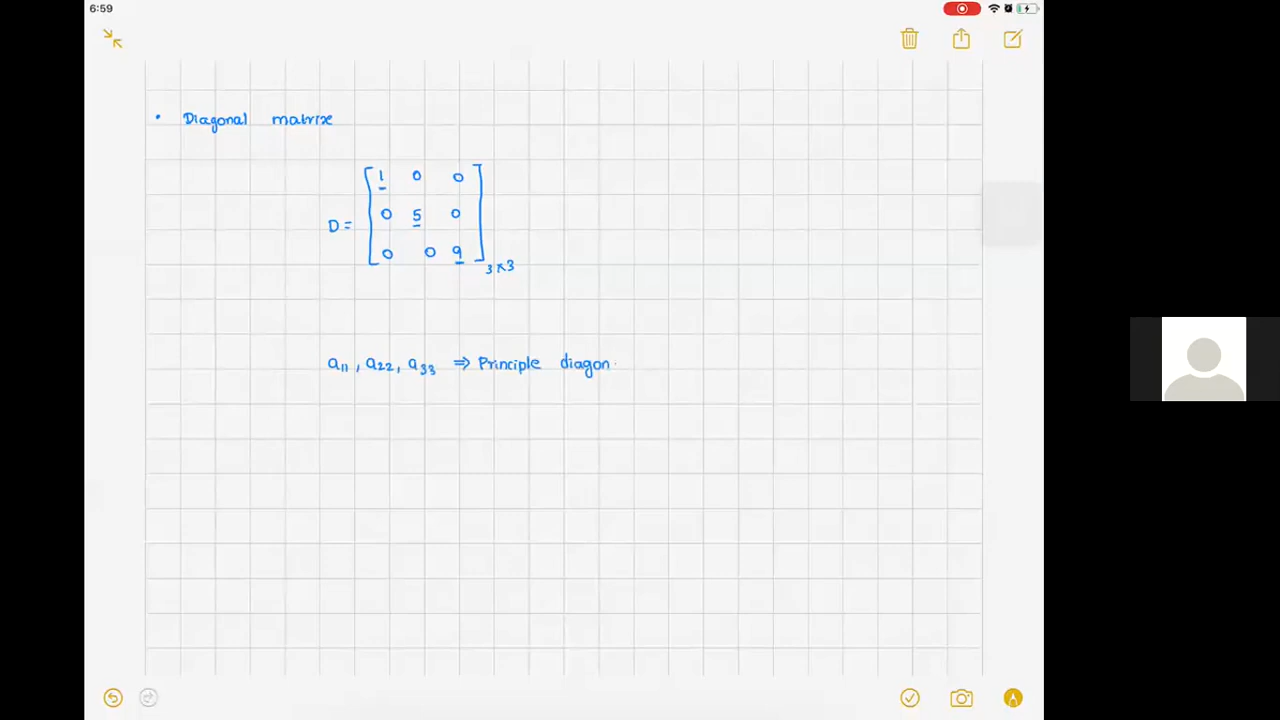 6:59
• Diagonal matrix
D = [ 1 0 0
0 5 0
0 0 9 ] 3×3
a11, a22, a33 ⇒ Principle diagon